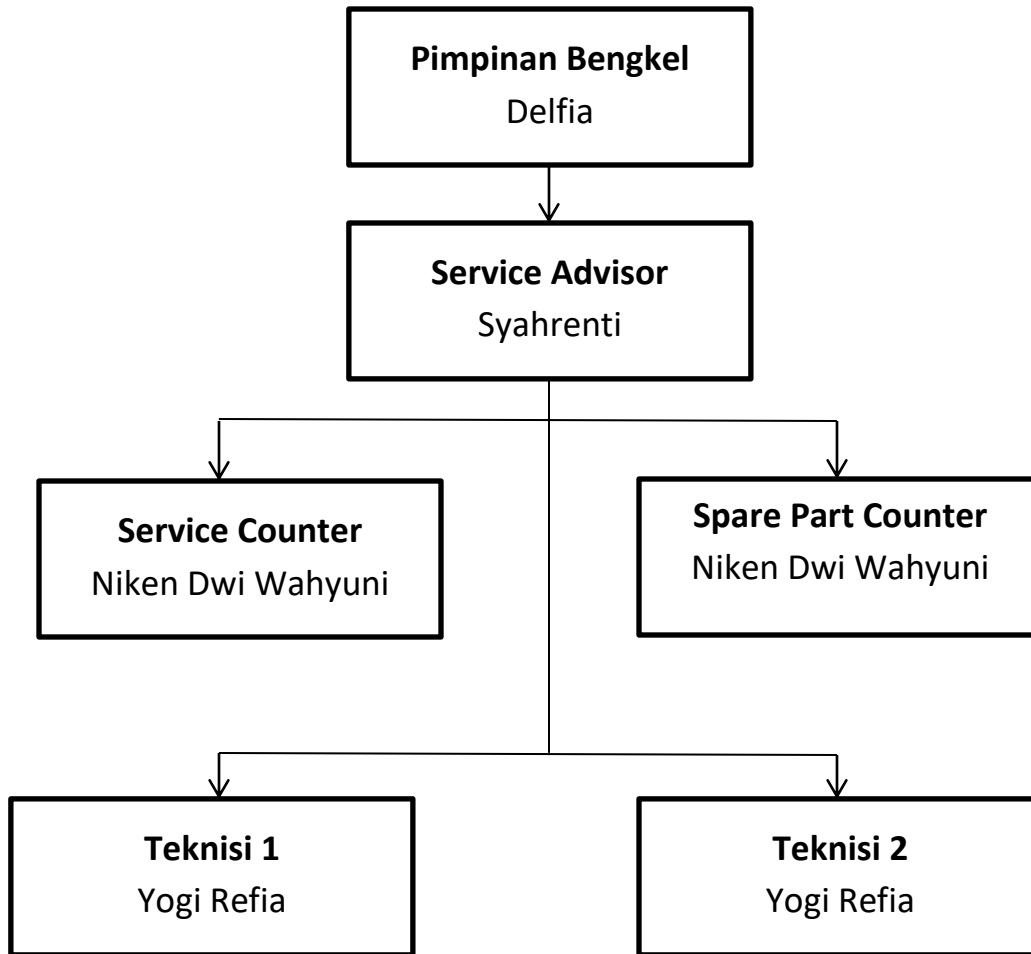 Pimpinan Bengkel
Delfia
Service Advisor
Syahrenti
Service Counter
Niken Dwi Wahyuni
Spare Part Counter
Niken Dwi Wahyuni
Teknisi 1
Yogi Refia
Teknisi 2
Yogi Refia